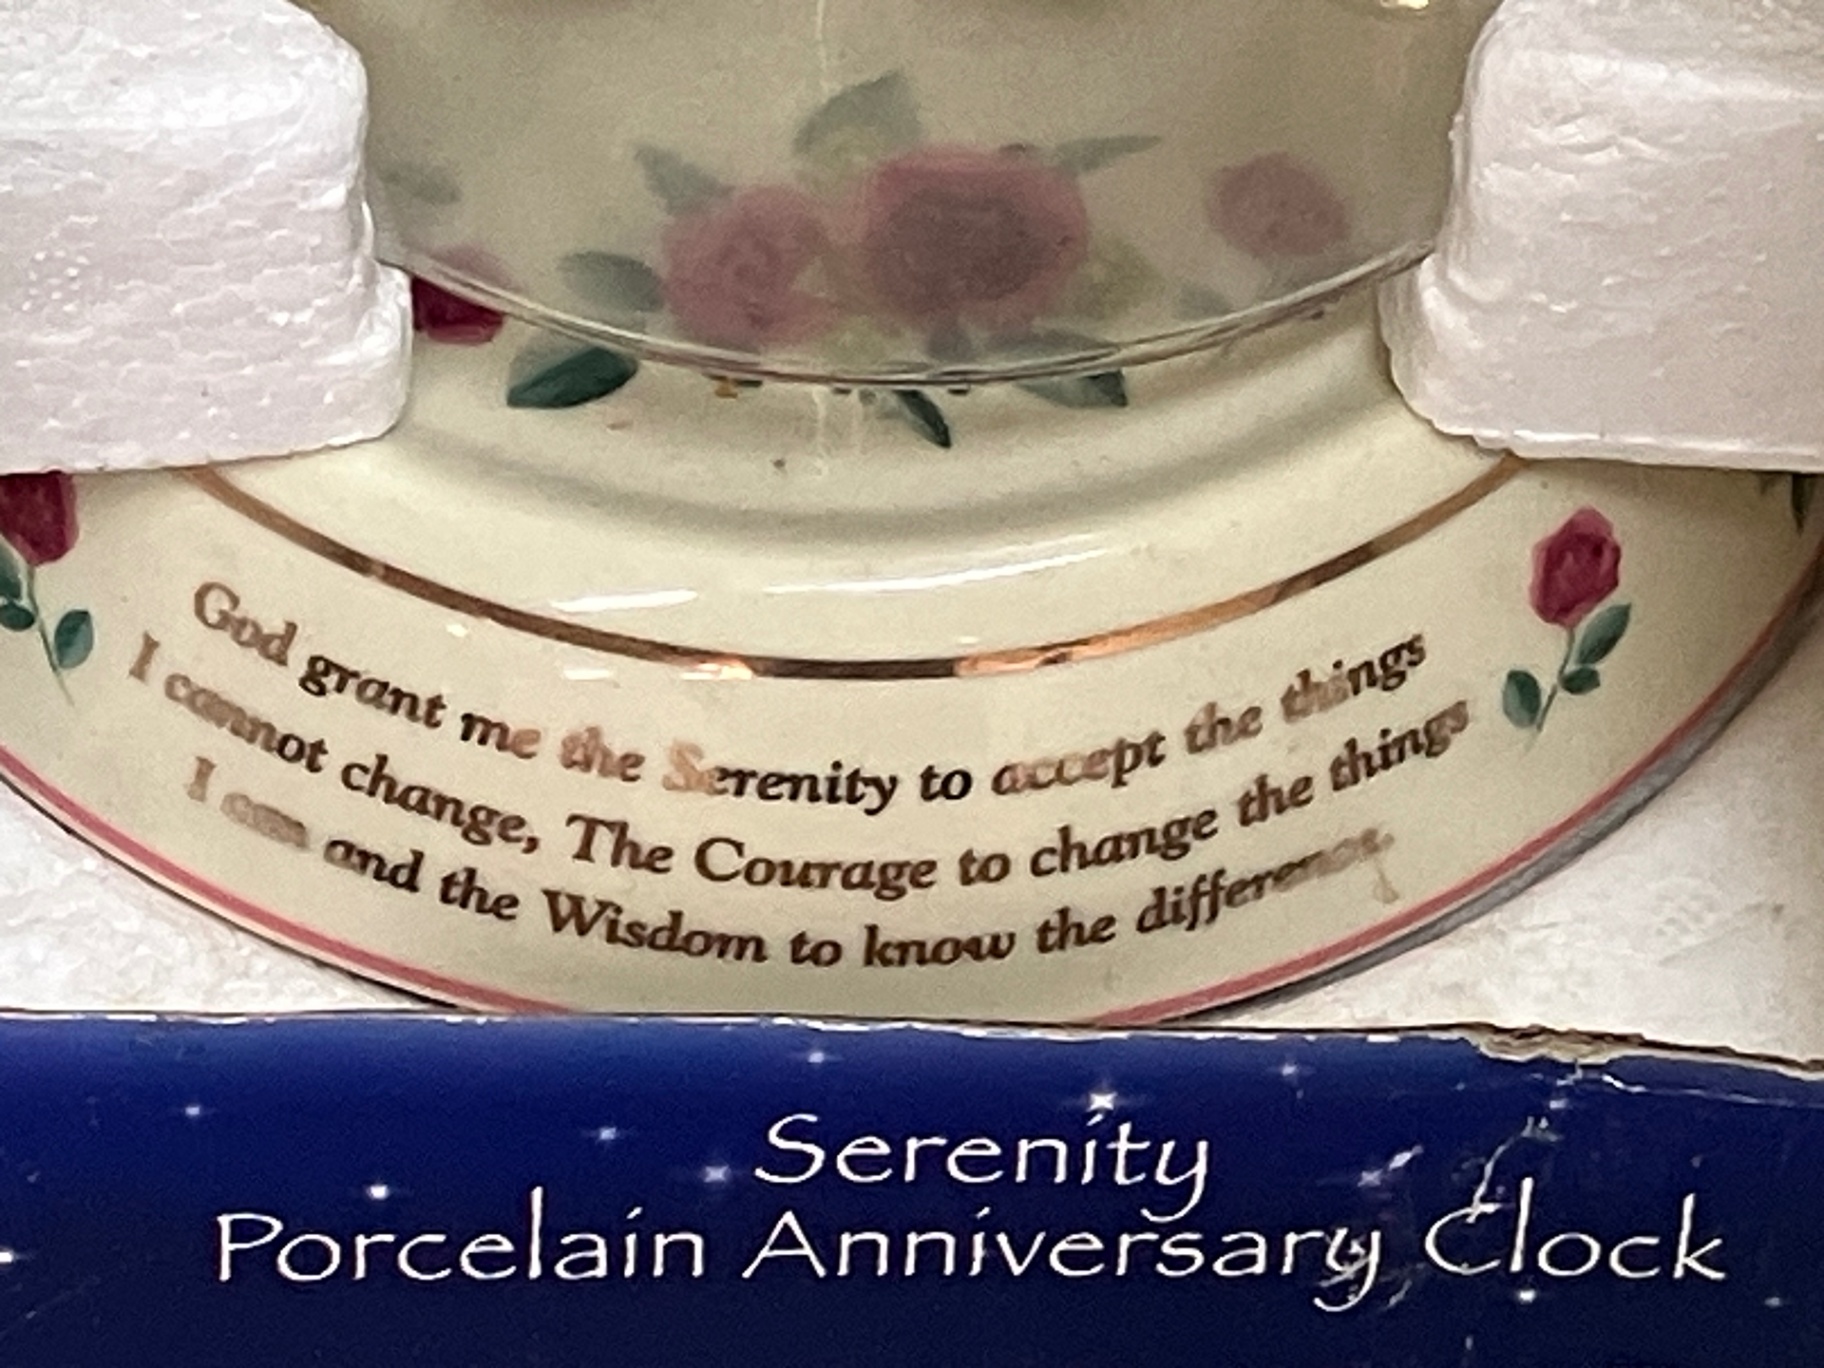 God grant me the Serenity to accept the things
I cannot change, The Courage to change the things
I can and the Wisdom to know the difference.
Serenity
Porcelain Anniversary Clock